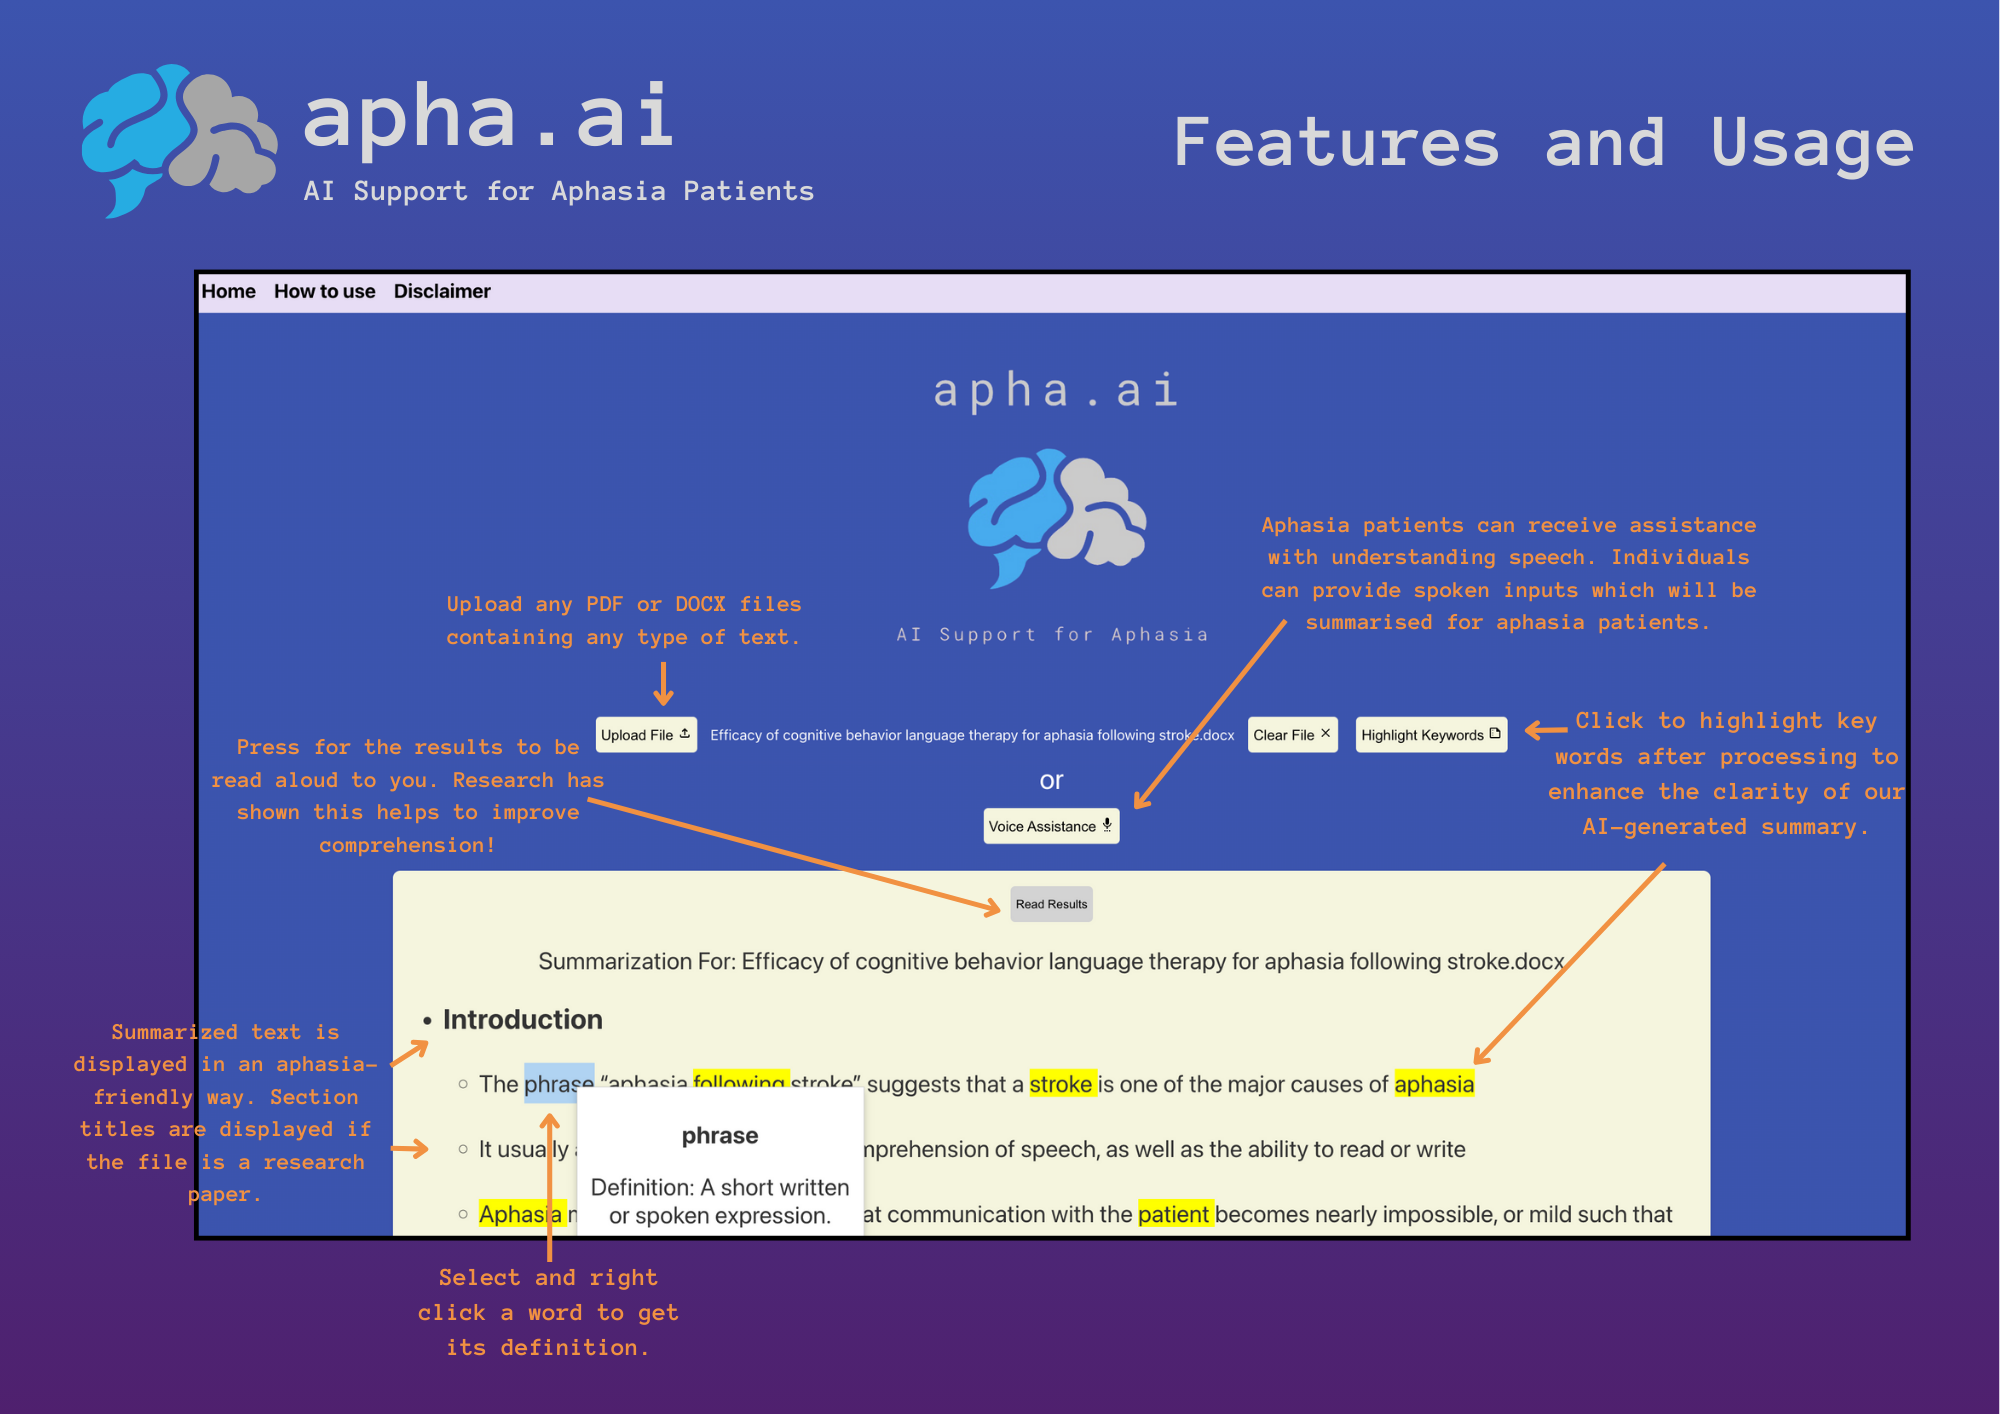 apha.ai
AI Support for Aphasia Patients
Features and Usage
Home How to use Disclaimer
apha.ai
AI Support for Aphasia
Aphasia patients can receive assistance
with understanding speech. Individuals
can provide spoken inputs which will be
summarised for aphasia patients.
Upload any PDF or DOCX files
containing any type of text.
Upload File Efficacy of cognitive behavior language therapy for aphasia following stroke.docx Clear File Highlight Keywords
Click to highlight key
words after processing to
enhance the clarity of our
AI-generated summary.
Press for the results to be
read aloud to you. Research has
shown this helps to improve
comprehension!
or
Voice Assistance
Read Results
Summarization For: Efficacy of cognitive behavior language therapy for aphasia following stroke.docx
Summarized text is
displayed in an aphasia-
friendly way. Section
titles are displayed if
the file is a research
paper.
• Introduction
The phrase “aphasia following stroke” suggests that a stroke is one of the major causes of aphasia
It usually mprehension of speech, as well as the ability to read or write
Aphasia at communication with the patient becomes nearly impossible, or mild such that
phrase
Definition: A short written
or spoken expression.
Select and right
click a word to get
its definition.